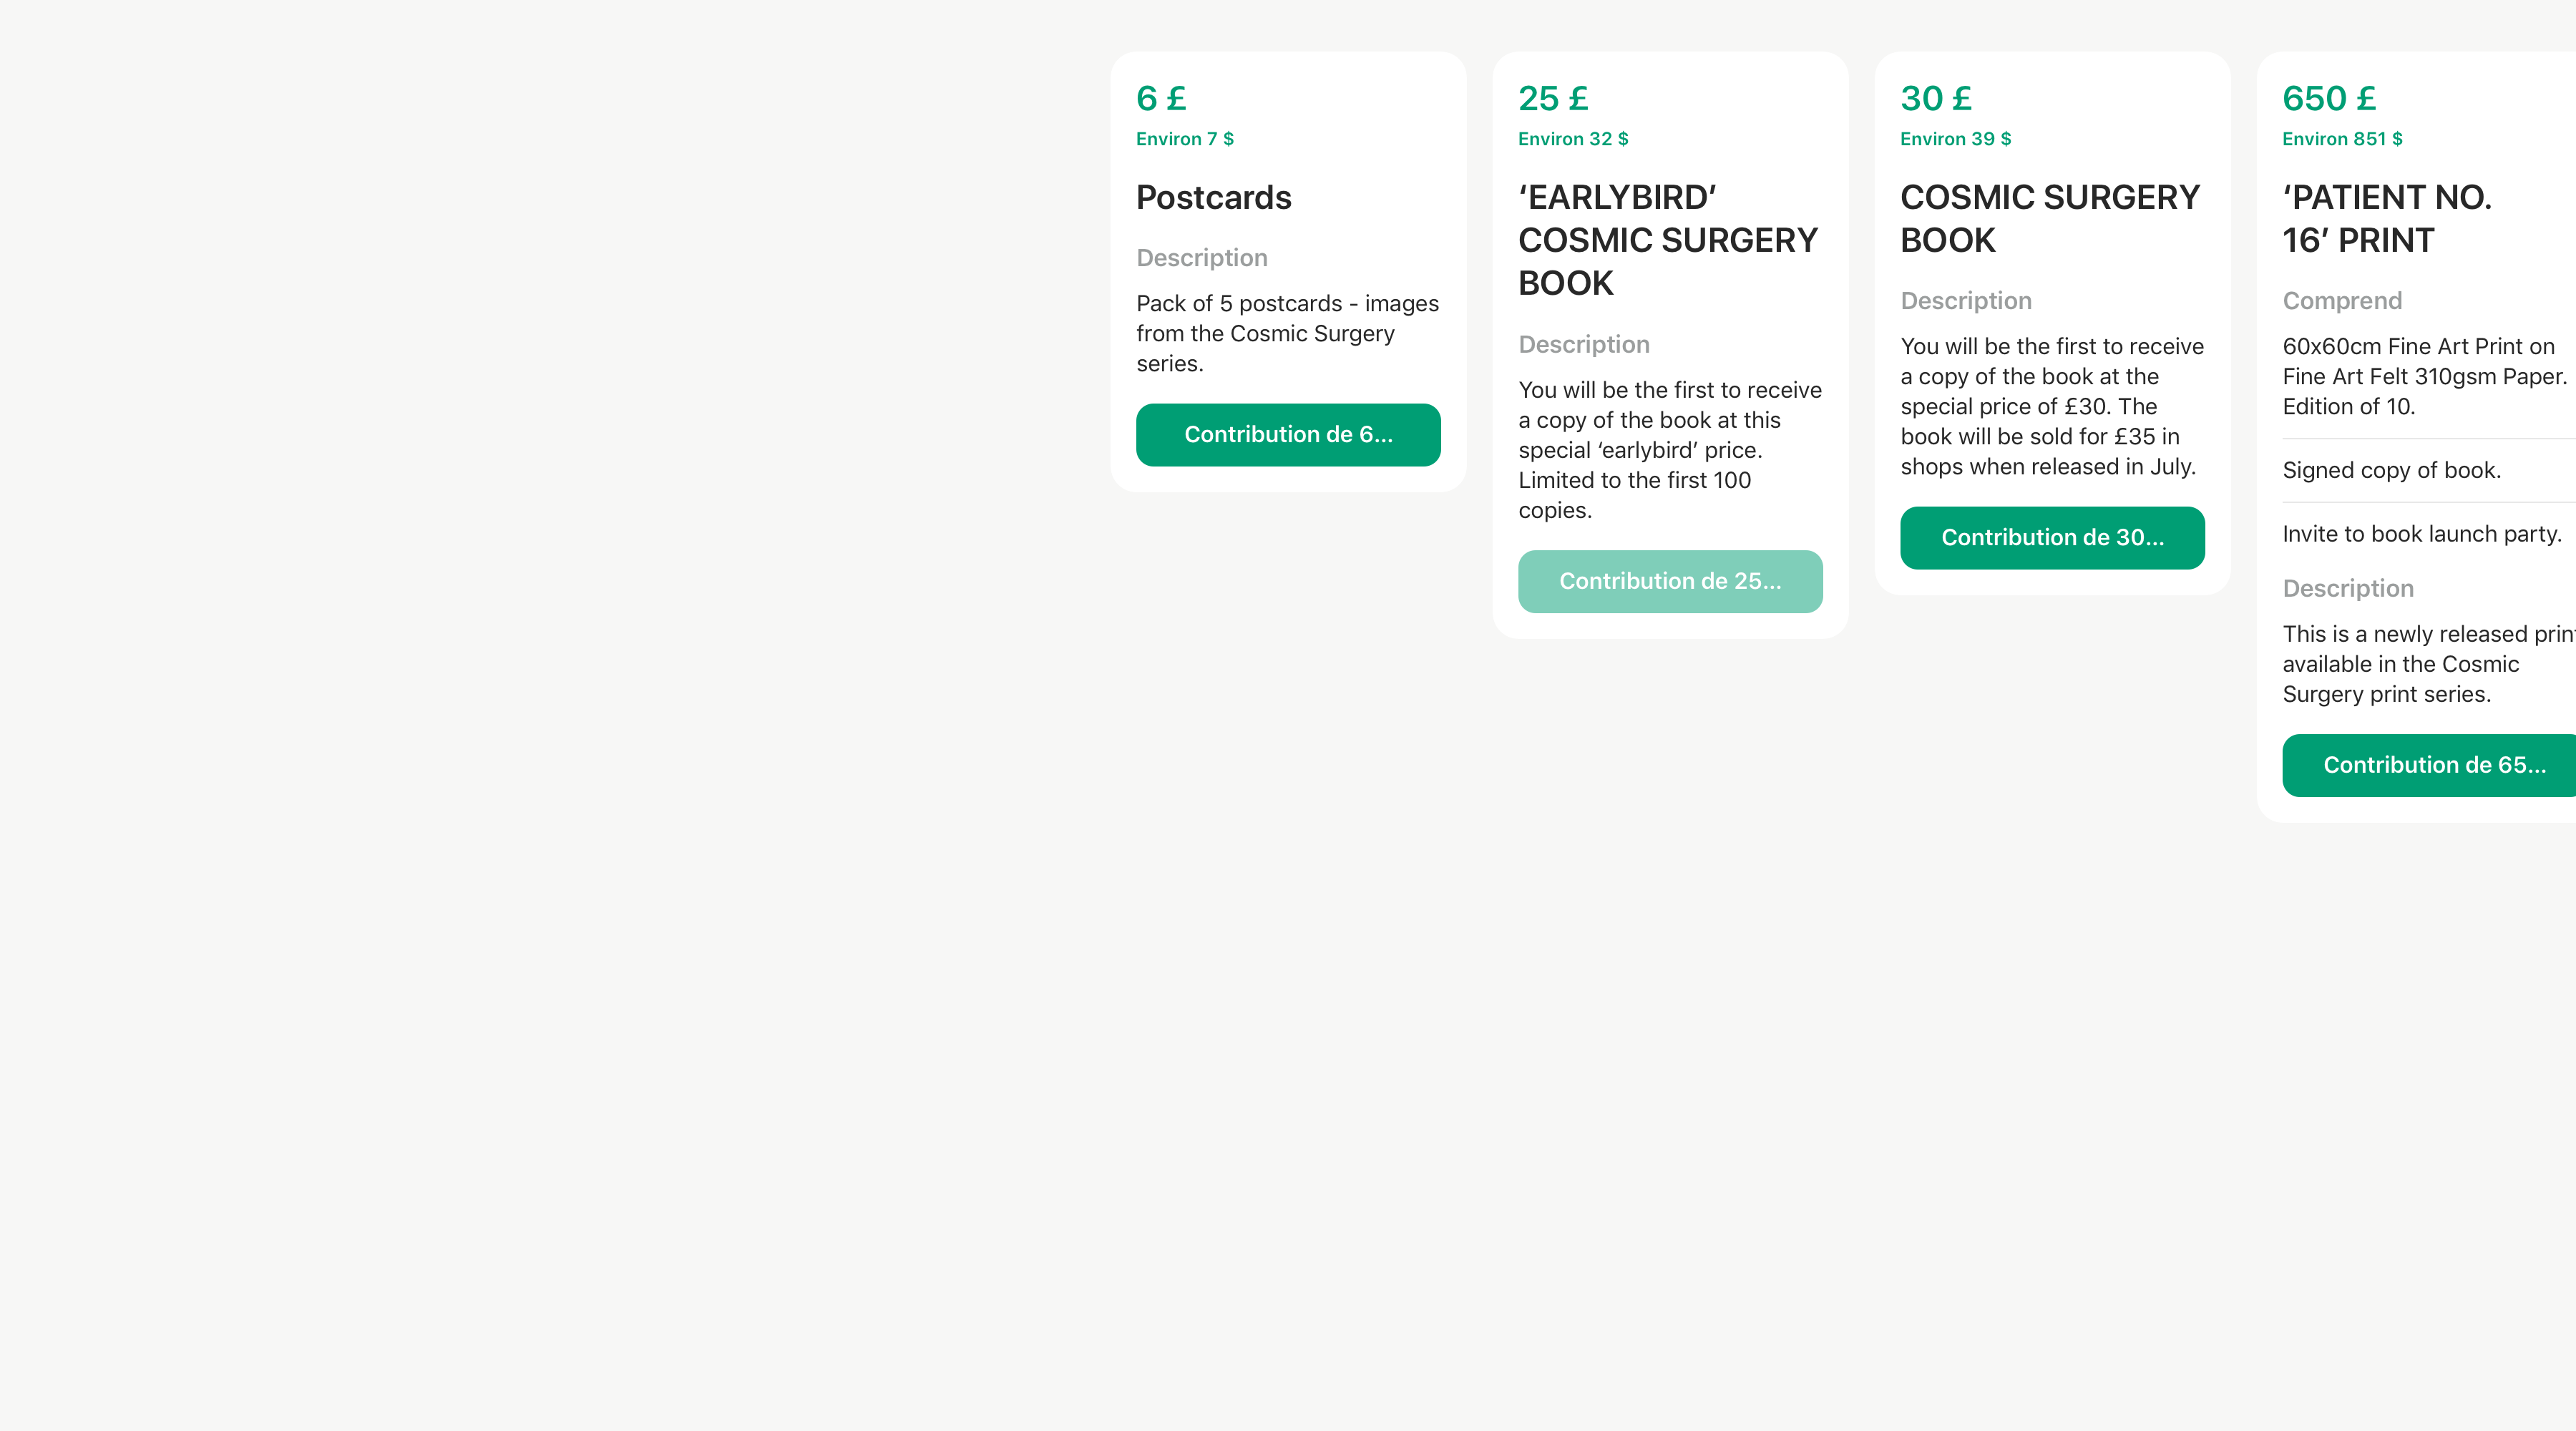 6 £
Environ 7 $
Postcards
Description
Pack of 5 postcards - images
from the Cosmic Surgery
series.
Contribution de 6...
25 £
Environ 32 $
‘EARLYBIRD’
COSMIC SURGERY
BOOK
Description
You will be the first to receive
a copy of the book at this
special ‘earlybird’ price.
Limited to the first 100
copies.
Contribution de 25...
30 £
Environ 39 $
COSMIC SURGERY
BOOK
Description
You will be the first to receive
a copy of the book at the
special price of £30. The
book will be sold for £35 in
shops when released in July.
Contribution de 30...
650 £
Environ 851 $
‘PATIENT NO.
16’ PRINT
Comprend
60x60cm Fine Art Print on
Fine Art Felt 310gsm Paper.
Edition of 10.
Signed copy of book.
Invite to book launch party.
Description
This is a newly released print
available in the Cosmic
Surgery print series.
Contribution de 65...